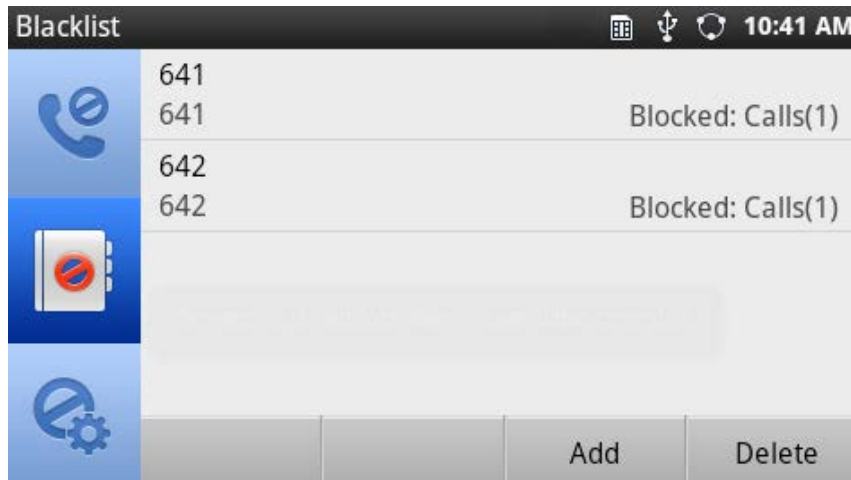 Blacklist 10:41 AM
641
641 Blocked: Calls(1)
642
642 Blocked: Calls(1)
Add Delete